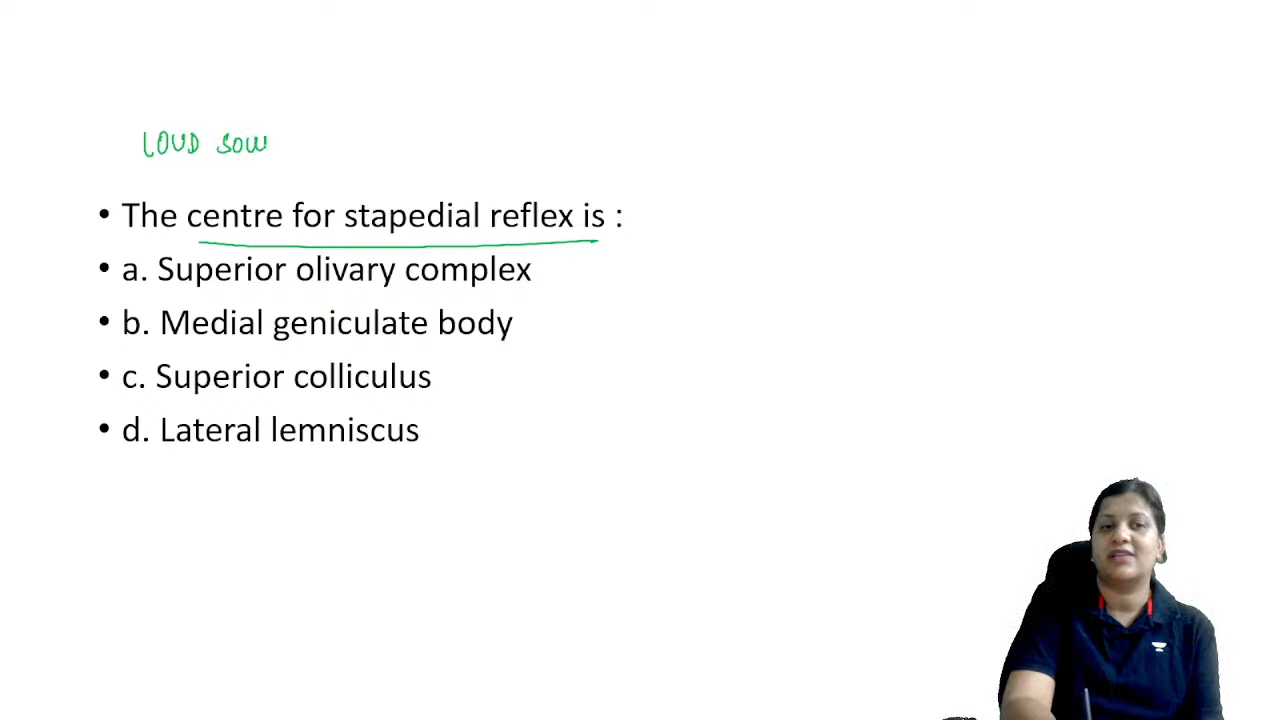 LOUD SOU
• The centre for stapedial reflex is :
• a. Superior olivary complex
• b. Medial geniculate body
• c. Superior colliculus
• d. Lateral lemniscus